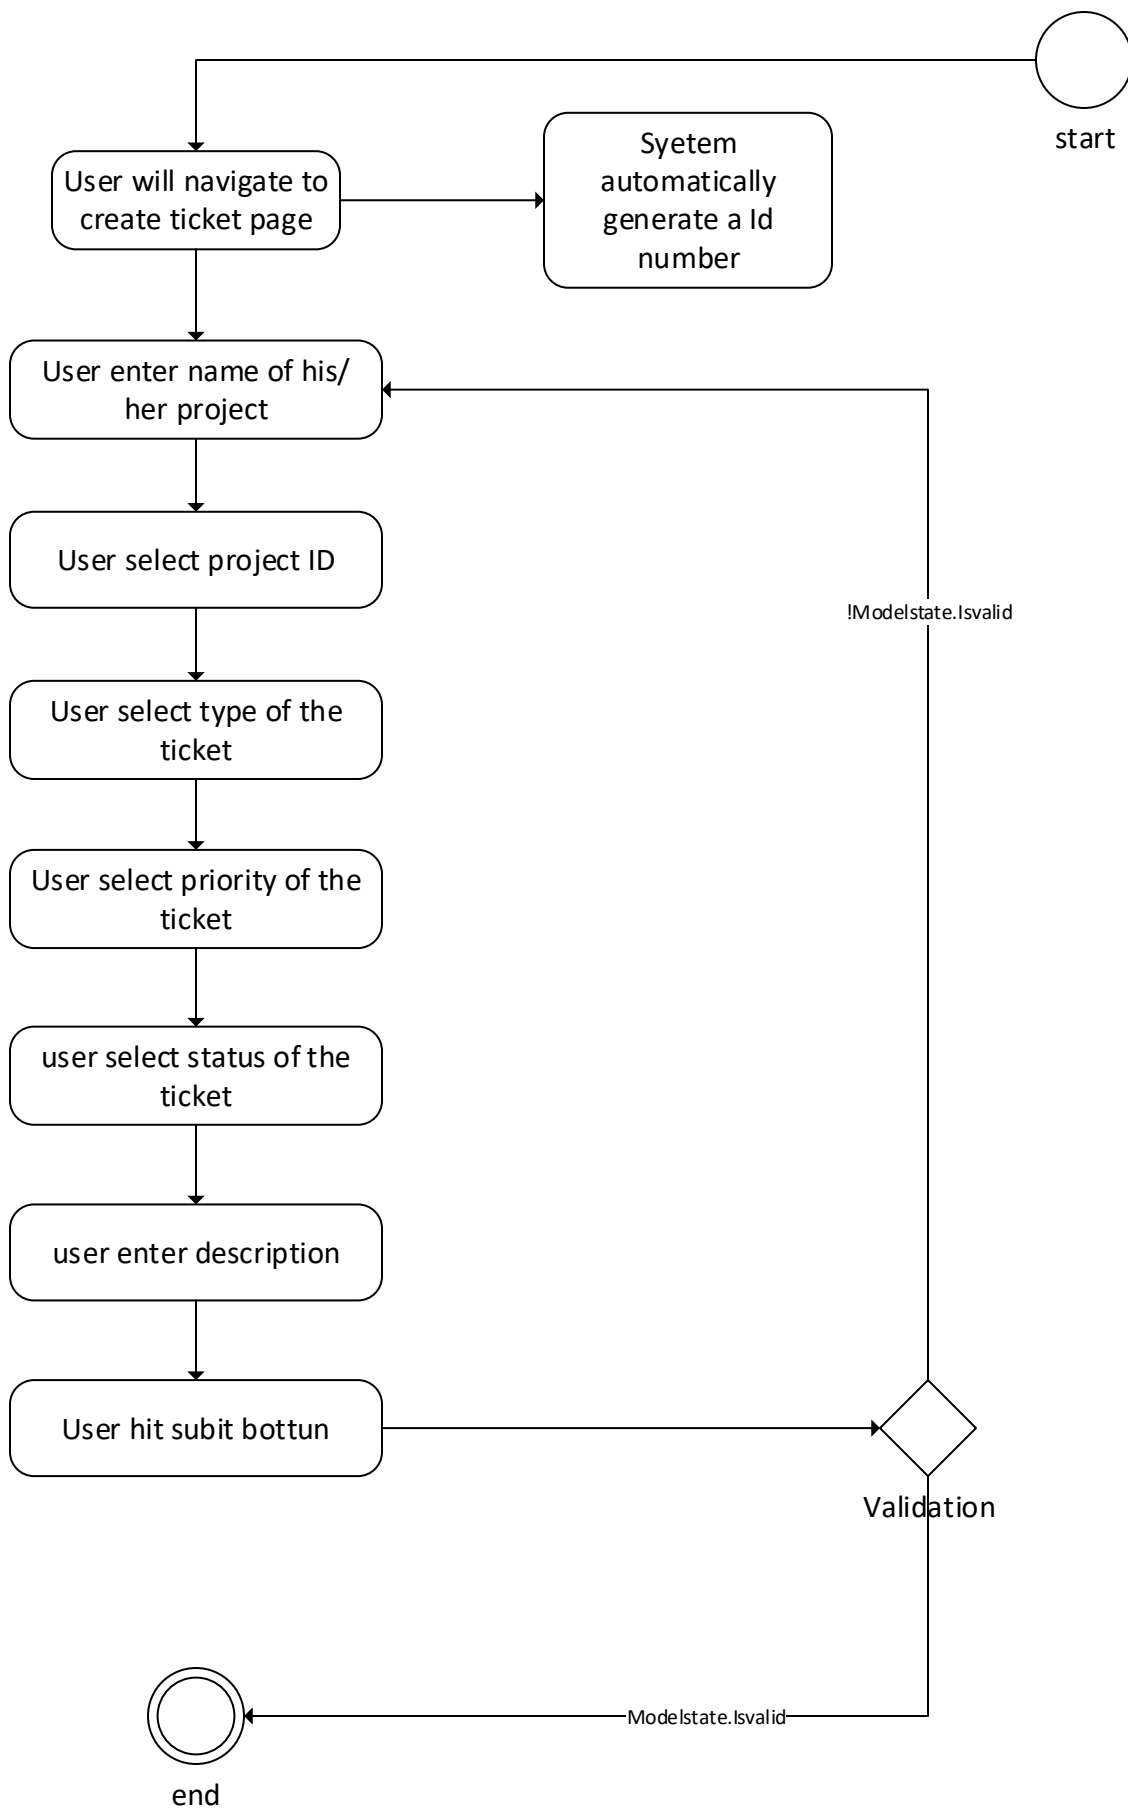 start
User will navigate to
create ticket page
Syetem
automatically
generate a Id
number
User enter name of his/
her project
User select project ID
!Modelstate.Isvalid
User select type of the
ticket
User select priority of the
ticket
user select status of the
ticket
user enter description
User hit subit bottun
Validation
Modelstate.Isvalid
end